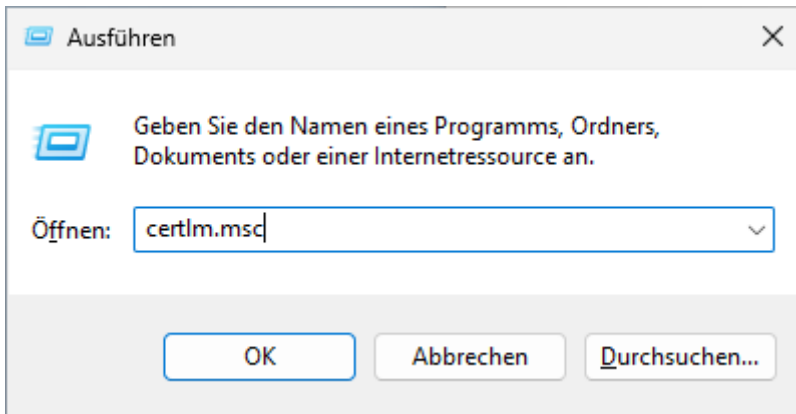 Ausführen
Geben Sie den Namen eines Programms, Ordners,
Dokuments oder einer Internetressource an.
Öffnen: certlm.msc
OK Abbrechen Durchsuchen...